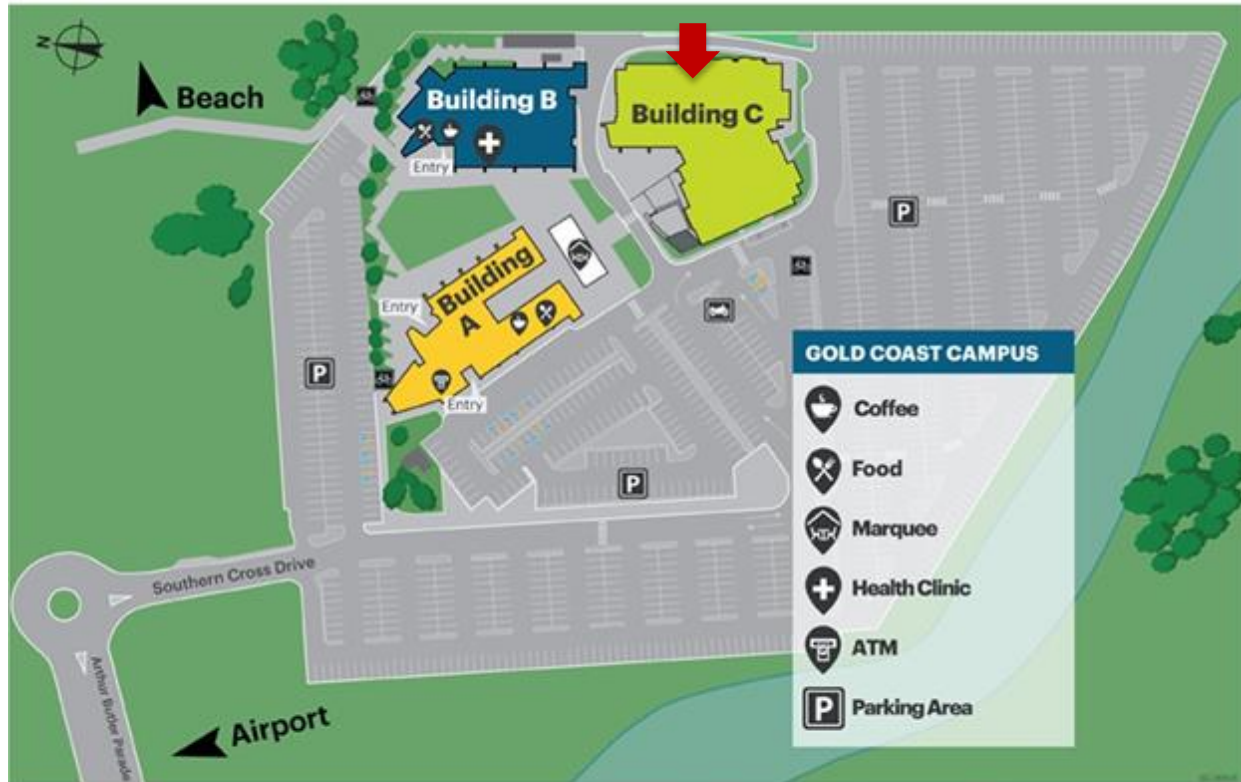 N
Beach
Building B
Building C
Entry
P
Building
A
Entry
P
Entry
P
GOLD COAST CAMPUS
Coffee
Food
Marquee
Health Clinic
ATM
P Parking Area
Southern Cross Drive
Arthur Butler Parade
Airport